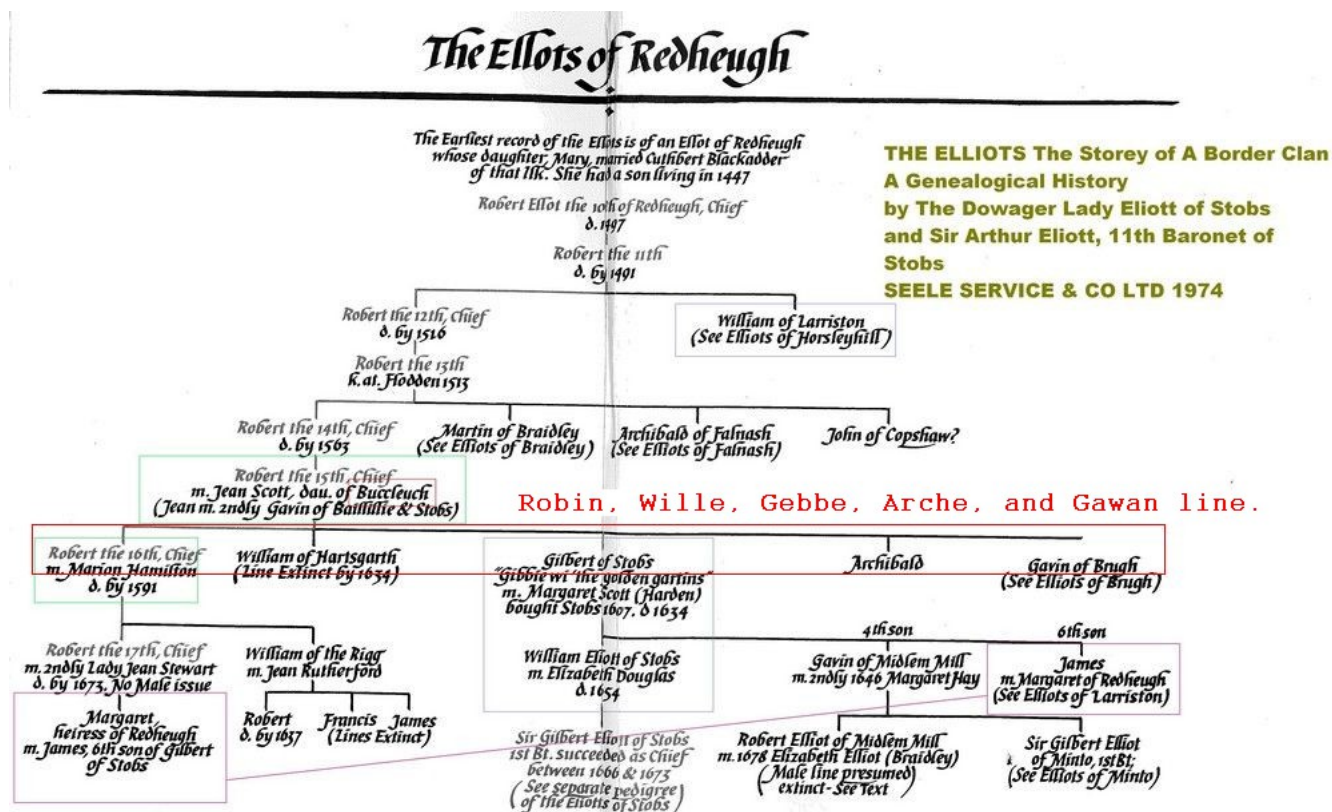 The Ellots of Redheugh
The Earliest record of the Ellots is of an Ellot of Redheugh
whose daughter, Mary, married Cuthbert Blackadder
of that Ilk. She had a son living in 1447
THE ELLIOTS The Storey of A Border Clan
A Genealogical History
by The Dowager Lady Eliott of Stobs
and Sir Arthur Eliott, 11th Baronet of
Stobs
SEELE SERVICE & CO LTD 1974
Robert Ellot the 10th of Redheugh, Chief
d. 1497
Robert the 11th
d. by 1491
Robert the 12th, Chief
d. by 1516
William of Larriston
(See Elliots of Horsleyhill)
Robert the 13th
k. at. Flodden 1513
Robert the 14th, Chief
d. by 1563
Martin of Braidley
(See Elliots of Braidley)
Archibald of Falnash
(See Elliots of Falnash)
John of Copshaw?
Robert the 15th, Chief
m. Jean Scott, dau. of Buccleuch
(Jean m. 2ndly Gavin of Baillilie & Stobs)
Robin, Wille, Gebbe, Arche, and Gawan line.
Robert the 16th, Chief
m. Marion Hamilton
d. by 1591
William of Hartsgarth
(Line Extinct by 1634)
Gilbert of Stobs
"Gibbie wi' the golden gartins"
m. Margaret Scott (Harden)
bought Stobs 1607. d 1634
Archibald
Gavin of Brugh
(See Elliots of Brugh)
Robert the 17th, Chief
m. 2ndly Lady Jean Stewart
d. by 1673. No Male issue
William of the Rigg
m. Jean Rutherford
William Eliott of Stobs
m. Elizabeth Douglas
d. 1654
4th son
Gavin of Midlem Mill
m. 2ndly 1646 Margaret Hay
6th son
James
m. Margaret of Redheugh
(See Elliots of Larriston)
Margaret,
heiress of Redheugh
m. James, 6th son of Gilbert
of Stobs
Robert
d. by 1637
Francis James
(Lines Extinct)
Sir Gilbert Eliott of Stobs
1st Bt. succeeded as Chief
between 1666 & 1673
(See separate pedigree
of the Eliotts of Stobs)
Robert Elliot of Midlem Mill
m. 1678 Elizabeth Elliot (Braidley)
(Male line presumed)
extinct - See Text
Sir Gilbert Elliot
of Minto, 1st Bt;
(See Elliots of Minto)